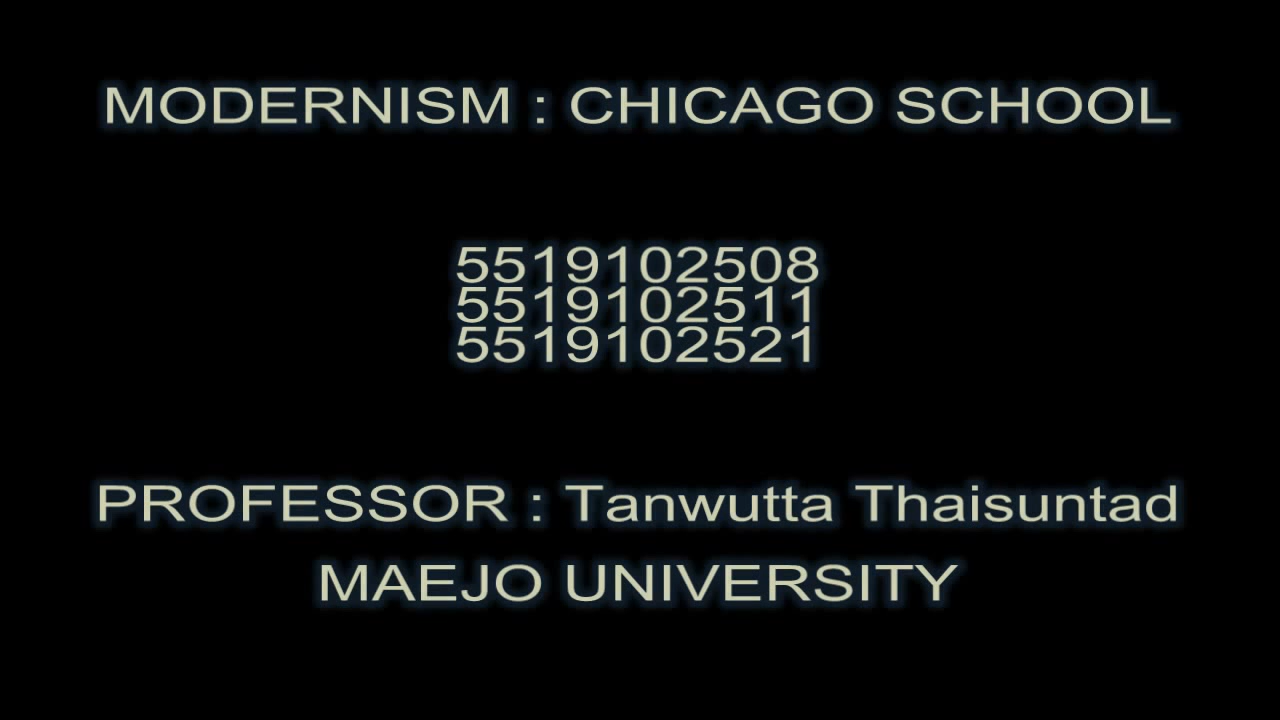 MODERNISM : CHICAGO SCHOOL
5519102508
5519102511
5519102521
PROFESSOR : Tanwutta Thaisuntad
MAEJO UNIVERSITY